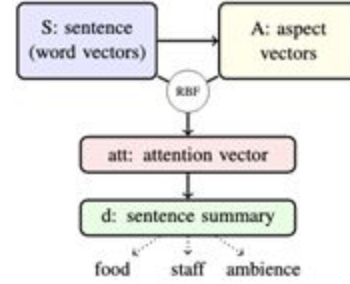 S: sentence
(word vectors)
A: aspect
vectors
RBF
att: attention vector
d: sentence summary
food staff ambience